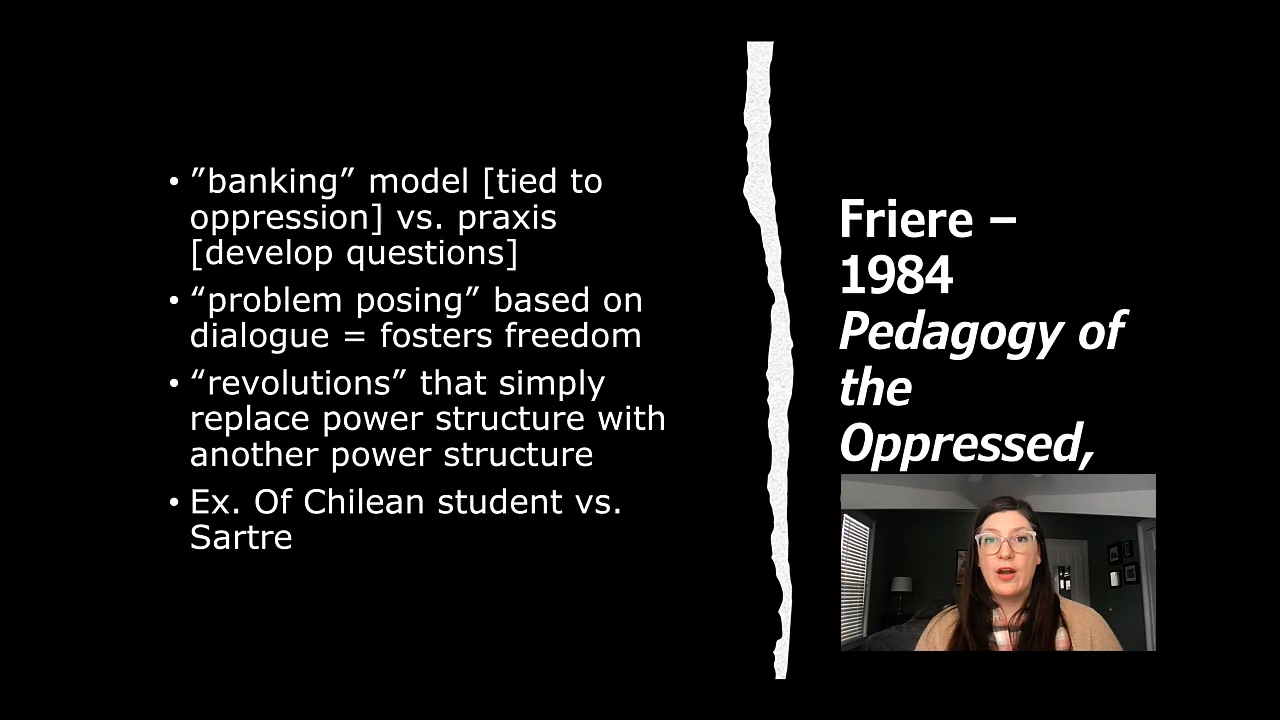 • ”banking” model [tied to
oppression] vs. praxis
[develop questions]
• “problem posing” based on
dialogue = fosters freedom
• “revolutions” that simply
replace power structure with
another power structure
• Ex. Of Chilean student vs.
Sartre
Friere –
1984
Pedagogy of
the
Oppressed,